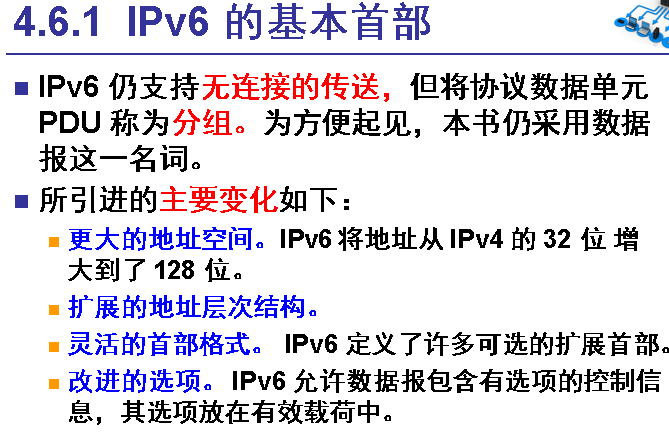 4.6.1 IPv6 的基本首部
IPv6 仍支持无连接的传送，但将协议数据单元
PDU 称为分组。为方便起见，本书仍采用数据
报这一名词。
所引进的主要变化如下：
更大的地址空间。IPv6 将地址从 IPv4 的 32 位 增
大到了 128 位。
扩展的地址层次结构。
灵活的首部格式。 IPv6 定义了许多可选的扩展首部。
改进的选项。 IPv6 允许数据报包含有选项的控制信
息，其选项放在有效载荷中。